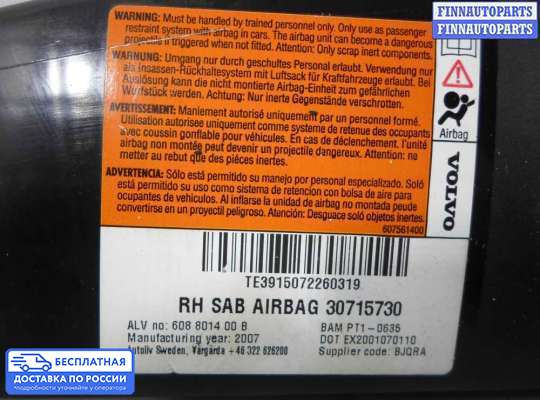 FINNAUTOPARTS
FINNAUTOPARTS
WARNING: Must be handled by trained personnel only. Only use as passenger
restraint system with airbag in cars. The airbag unit can become a dangerous
projectile if triggered when not fitted. Attention: Only scrap inert components.
WARNUNG: Umgang nur durch geschultes Personal erlaubt. Verwendung nur
als Insassen-Rückhaltesystem mit Luftsack für Kraftfahrzeuge erlaubt. Bei
Auslösung kann die nicht montierte Airbag-Einheit zum gefährlichen
Wurfgeschoß werden. Achtung: Nur inerte Gegenstände verschrotten.
AVERTISSEMENT: Maniement autorisé uniquement par un personnel formé.
Utilisation autorisée uniquement comme système de retenue des occupants
avec coussin gonflable pour véhicules. En cas de déclenchement, l'unité
airbag non montée peut devenir un projectile dangereux. Attention: ne
mettre au rebut que des pièces inertes.
ADVERTENCIA: Sólo está permitido su manejo por personal especializado. Sólo
está permitido su uso como sistema de retención con bolsa de aire para
ocupantes de vehículos. Al inflarse la unidad de airbag no montada puede
convertirse en un proyectil peligroso. Atención: Desguace sólo objetos inertes.
607561400
Airbag
VOLVO
TE3915072260319
RH SAB AIRBAG 30715730
ALV no: 608 8014 00 B
BAM PT1-0635
Manufacturing year: 2007
DOT EX2001070110
Autoliv Sweden, Vårgårda +46 322 626200
Supplier code: BJQRA
БЕСПЛАТНАЯ
ДОСТАВКА ПО РОССИИ
подробности уточняйте у оператора